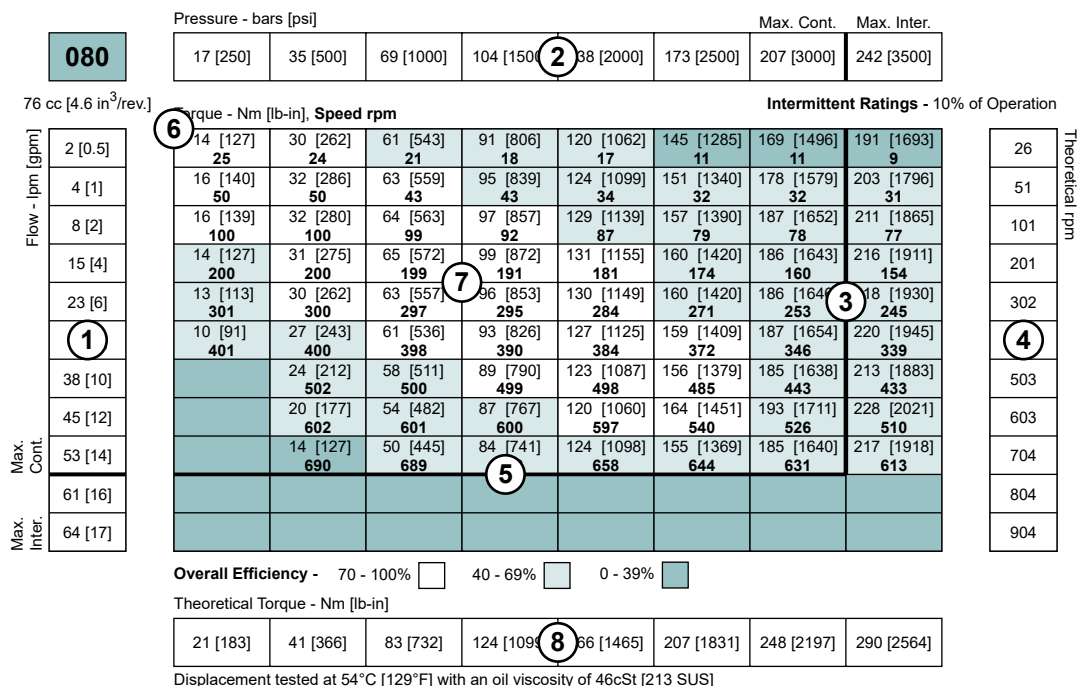 Pressure - bars [psi] Max. Cont. Max. Inter.
080 17 [250] 35 [500] 69 [1000] 104 [1500 2 38 [2000] 173 [2500] 207 [3000] 242 [3500]
76 cc [4.6 in³/rev.] Intermittent Ratings - 10% of Operation
6 Torque - Nm [lb-in], Speed rpm
Flow - lpm [gpm]
Theoretical rpm
2 [0.5] 14 [127] 30 [262] 61 [543] 91 [806] 120 [1062] 145 [1285] 169 [1496] 191 [1693] 26
25 24 21 18 17 11 11 9
4 [1] 16 [140] 32 [286] 63 [559] 95 [839] 124 [1099] 151 [1340] 178 [1579] 203 [1796] 51
50 50 43 43 34 32 32 31
8 [2] 16 [139] 32 [280] 64 [563] 97 [857] 129 [1139] 157 [1390] 187 [1652] 211 [1865] 101
100 100 99 92 87 79 78 77
15 [4] 14 [127] 31 [275] 65 [572] 99 [872] 131 [1155] 160 [1420] 186 [1643] 216 [1911] 201
200 200 199 7 191 181 174 160 154
23 [6] 13 [113] 30 [262] 63 [557] 96 [853] 130 [1149] 160 [1420] 186 3 [1930] 302
301 300 297 295 284 271 253 245
1 10 [91] 27 [243] 61 [536] 93 [826] 127 [1125] 159 [1409] 187 [1654] 220 [1945] 4
401 400 398 390 384 372 346 339
38 [10] 24 [212] 58 [511] 89 [790] 123 [1087] 156 [1379] 185 [1638] 213 [1883] 503
502 500 499 498 485 443 433
45 [12] 20 [177] 54 [482] 87 [767] 120 [1060] 164 [1451] 193 [1711] 228 [2021] 603
602 601 600 597 540 526 510
Max. Cont.
53 [14] 14 [127] 50 [445] 84 [741] 124 [1098] 155 [1369] 185 [1640] 217 [1918] 704
690 689 5 658 644 631 613
61 [16] 804
Max. Inter.
64 [17] 904
Overall Efficiency - 70 - 100% 40 - 69% 0 - 39%
Theoretical Torque - Nm [lb-in]
21 [183] 41 [366] 83 [732] 124 [1099 8 66 [1465] 207 [1831] 248 [2197] 290 [2564]
Displacement tested at 54°C [129°F] with an oil viscosity of 46cSt [213 SUS]